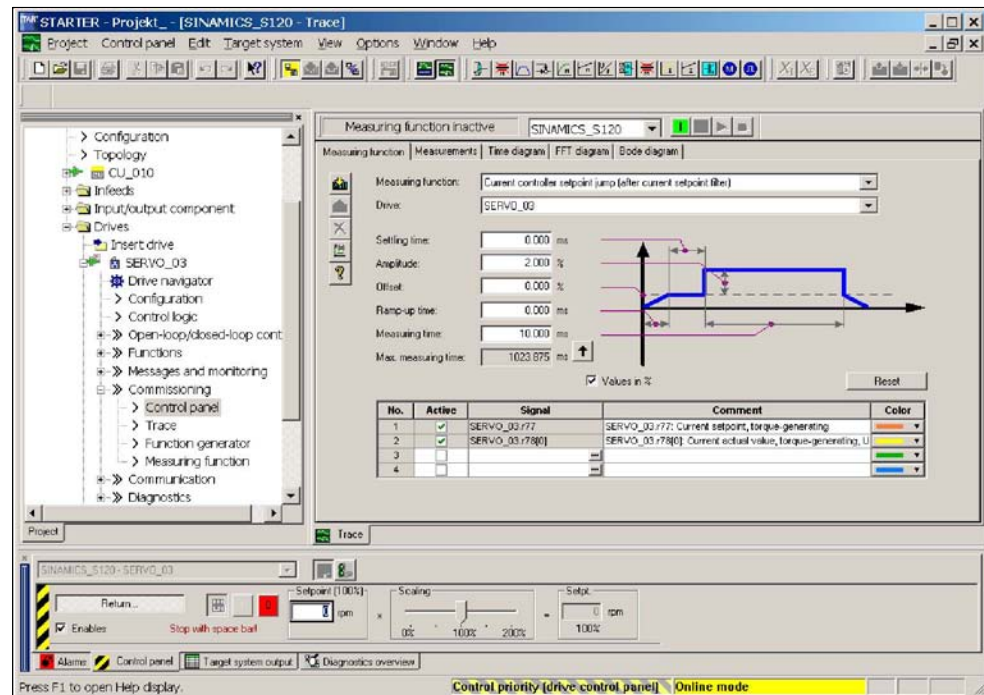 STARTER - Projekt_ - [SINAMICS_S120 - Trace]
Project Control panel Edit Target system View Options Window Help
Measuring function inactive SINAMICS_S120
Measuring function Measurements Time diagram FFT diagram Bode diagram
Configuration
Topology
CU_010
Infeeds
Input/output component
Drives
Insert drive
SERVO_03
Drive navigator
Configuration
Control logic
Open-loop/closed-loop cont
Functions
Messages and monitoring
Commissioning
Control panel
Trace
Function generator
Measuring function
Communication
Diagnostics
Project
Measuring function: Current controller setpoint jump (after current setpoint filter)
Drive: SERVO_03
Settling time: 0.000 ms
Amplitude: 2.000 %
Offset: 0.000 %
Ramp-up time: 0.000 ms
Measuring time: 10.000 ms
Max. measuring time: 1023.875 ms
Values in %
Reset
No. Active Signal Comment Color
1 SERVO_03.r77 SERVO_03.r77: Current setpoint, torque-generating
2 SERVO_03.r78[0] SERVO_03.r78[0]: Current actual value, torque-generating, U
3
4
Trace
SINAMICS_S120 - SERVO_03
Return...
Enables
Stop with space bar!
0
Setpoint [100%]
0 rpm
x
Scaling
0% 100% 200%
=
Setpt.
0 rpm
100%
Alarms Control panel Target system output Diagnostics overview
Press F1 to open Help display.
Control priority [drive control panel] Online mode